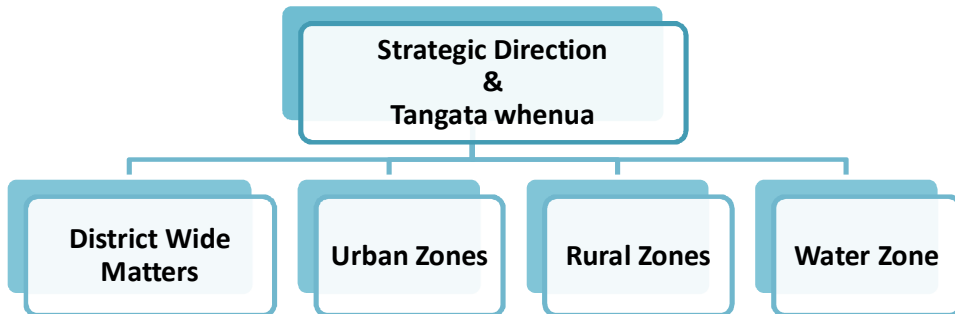 Strategic Direction
&
Tangata whenua
District Wide
Matters
Urban Zones
Rural Zones
Water Zone